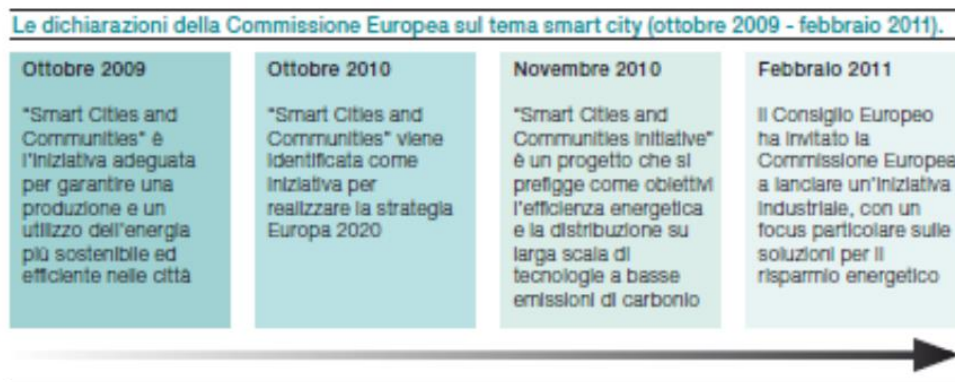 Le dichiarazioni della Commissione Europea sul tema smart city (ottobre 2009 - febbraio 2011).
Ottobre 2009
"Smart Cities and
Communities" è
l'iniziativa adeguata
per garantire una
produzione e un
utilizzo dell'energia
più sostenibile ed
efficiente nelle città
Ottobre 2010
"Smart Cities and
Communities" viene
identificata come
iniziativa per
realizzare la strategia
Europa 2020
Novembre 2010
"Smart Cities and
Communities Initiative"
è un progetto che si
prefigge come obiettivi
l'efficienza energetica
e la distribuzione su
larga scala di
tecnologie a basse
emissioni di carbonio
Febbraio 2011
Il Consiglio Europeo
ha invitato la
Commissione Europea
a lanciare un'iniziativa
industriale, con un
focus particolare sulle
soluzioni per il
risparmio energetico